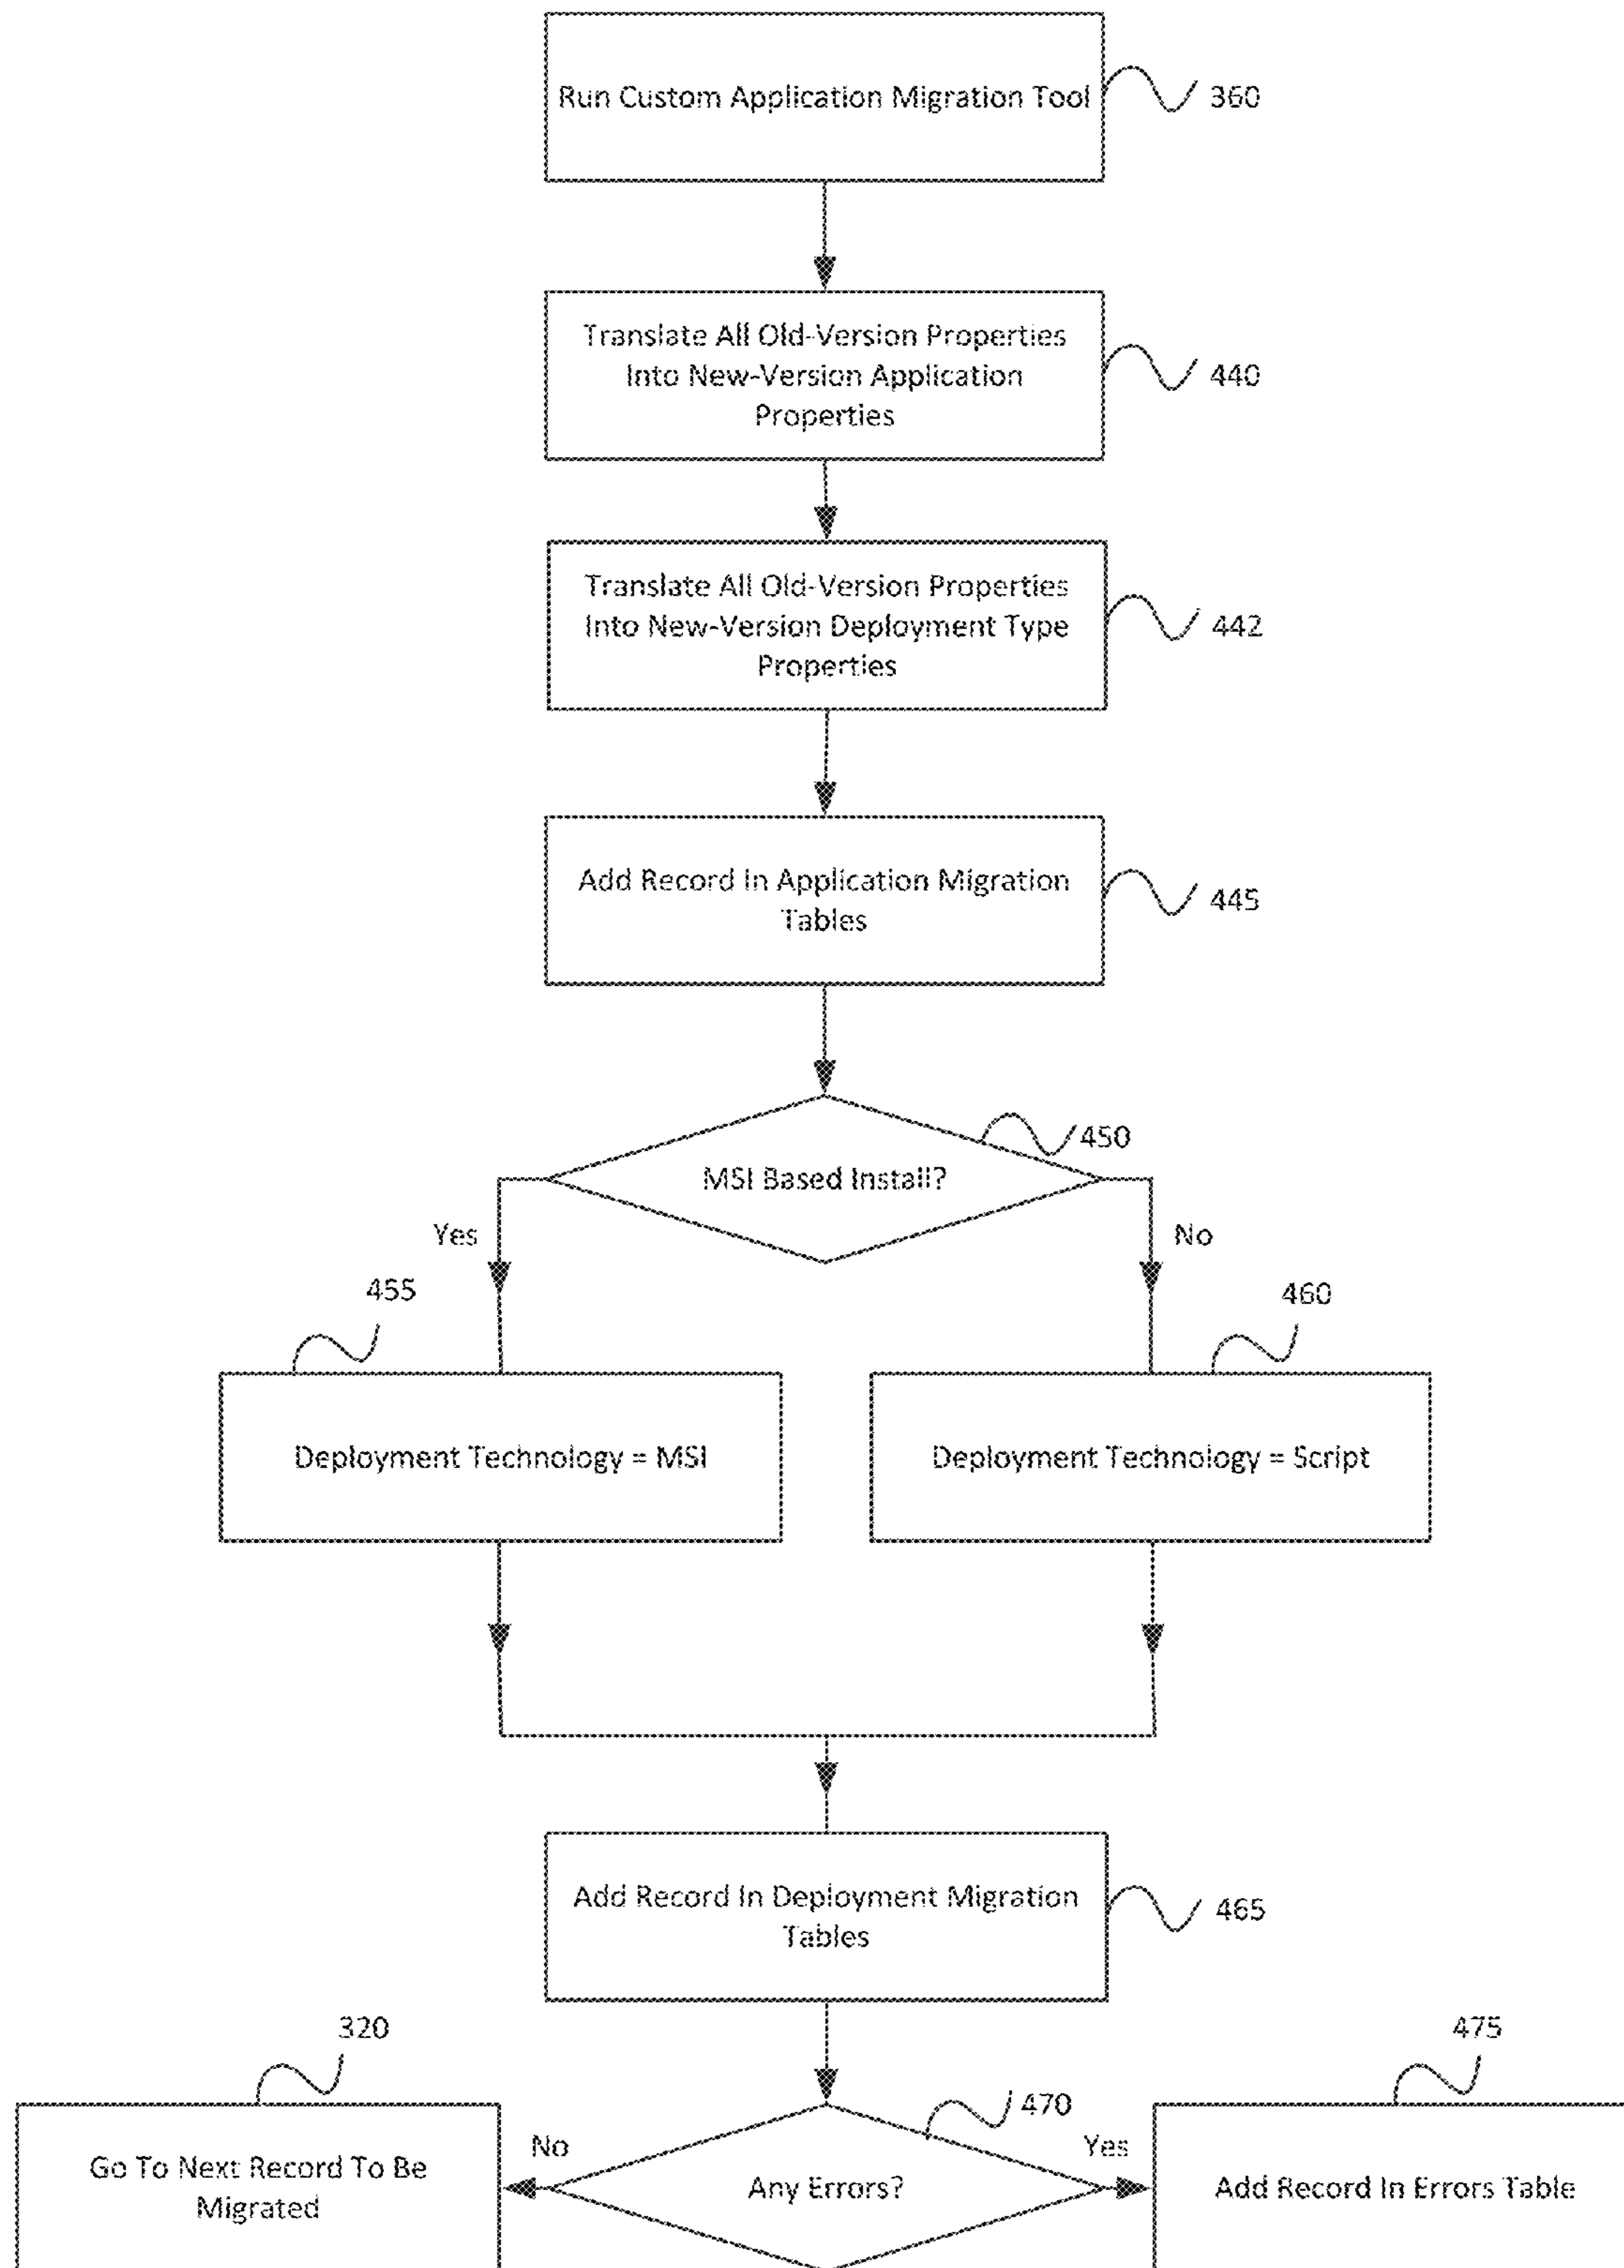 Run Custom Application Migration Tool
360
Translate All Old-Version Properties
Into New-Version Application
Properties
440
Translate All Old-Version Properties
Into New-Version Deployment Type
Properties
442
Add Record In Application Migration
Tables
445
450
MSI Based Install?
Yes
No
455
460
Deployment Technology = MSI
Deployment Technology = Script
Add Record In Deployment Migration
Tables
465
320
475
470
No
Yes
Go To Next Record To Be
Migrated
Any Errors?
Add Record In Errors Table